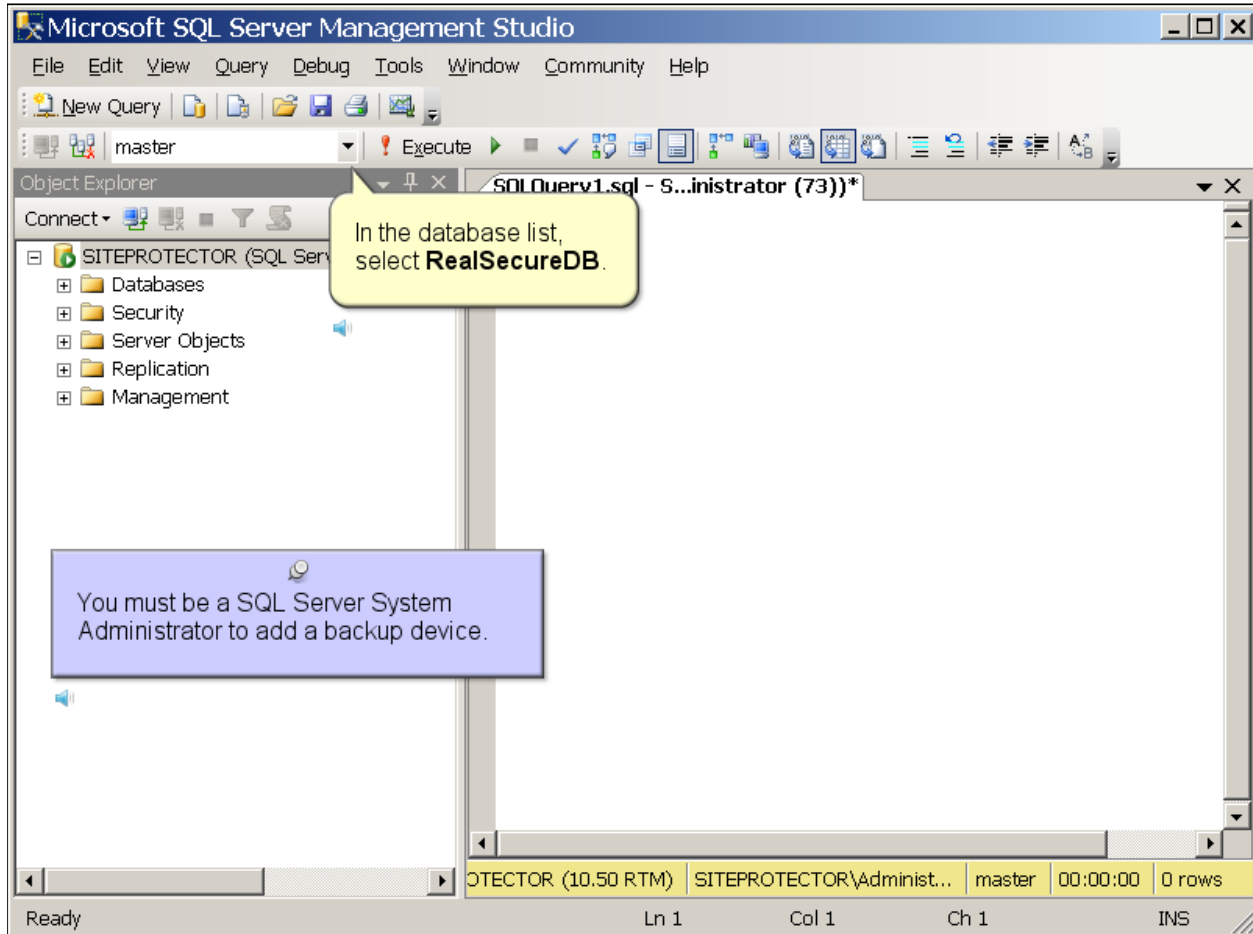 Microsoft SQL Server Management Studio
File Edit View Query Debug Tools Window Community Help
New Query
master Execute
Object Explorer
SQLQuery1.sql - S...inistrator (73))*
Connect
In the database list,
select RealSecureDB.
SITEPROTECTOR (SQL Serv
Databases
Security
Server Objects
Replication
Management
You must be a SQL Server System
Administrator to add a backup device.
OTECTOR (10.50 RTM) SITEPROTECTOR\Administ... master 00:00:00 0 rows
Ready Ln 1 Col 1 Ch 1 INS